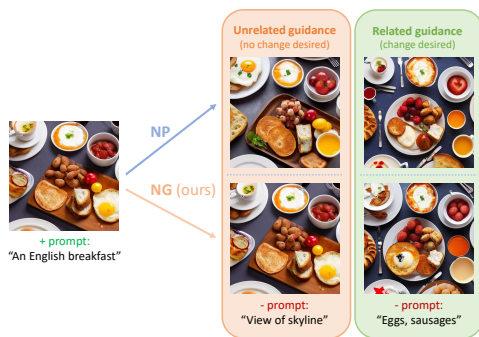 Unrelated guidance
(no change desired)
Related guidance
(change desired)
NP
NG (ours)
+ prompt:
"An English breakfast"
- prompt:
"View of skyline"
- prompt:
"Eggs, sausages"